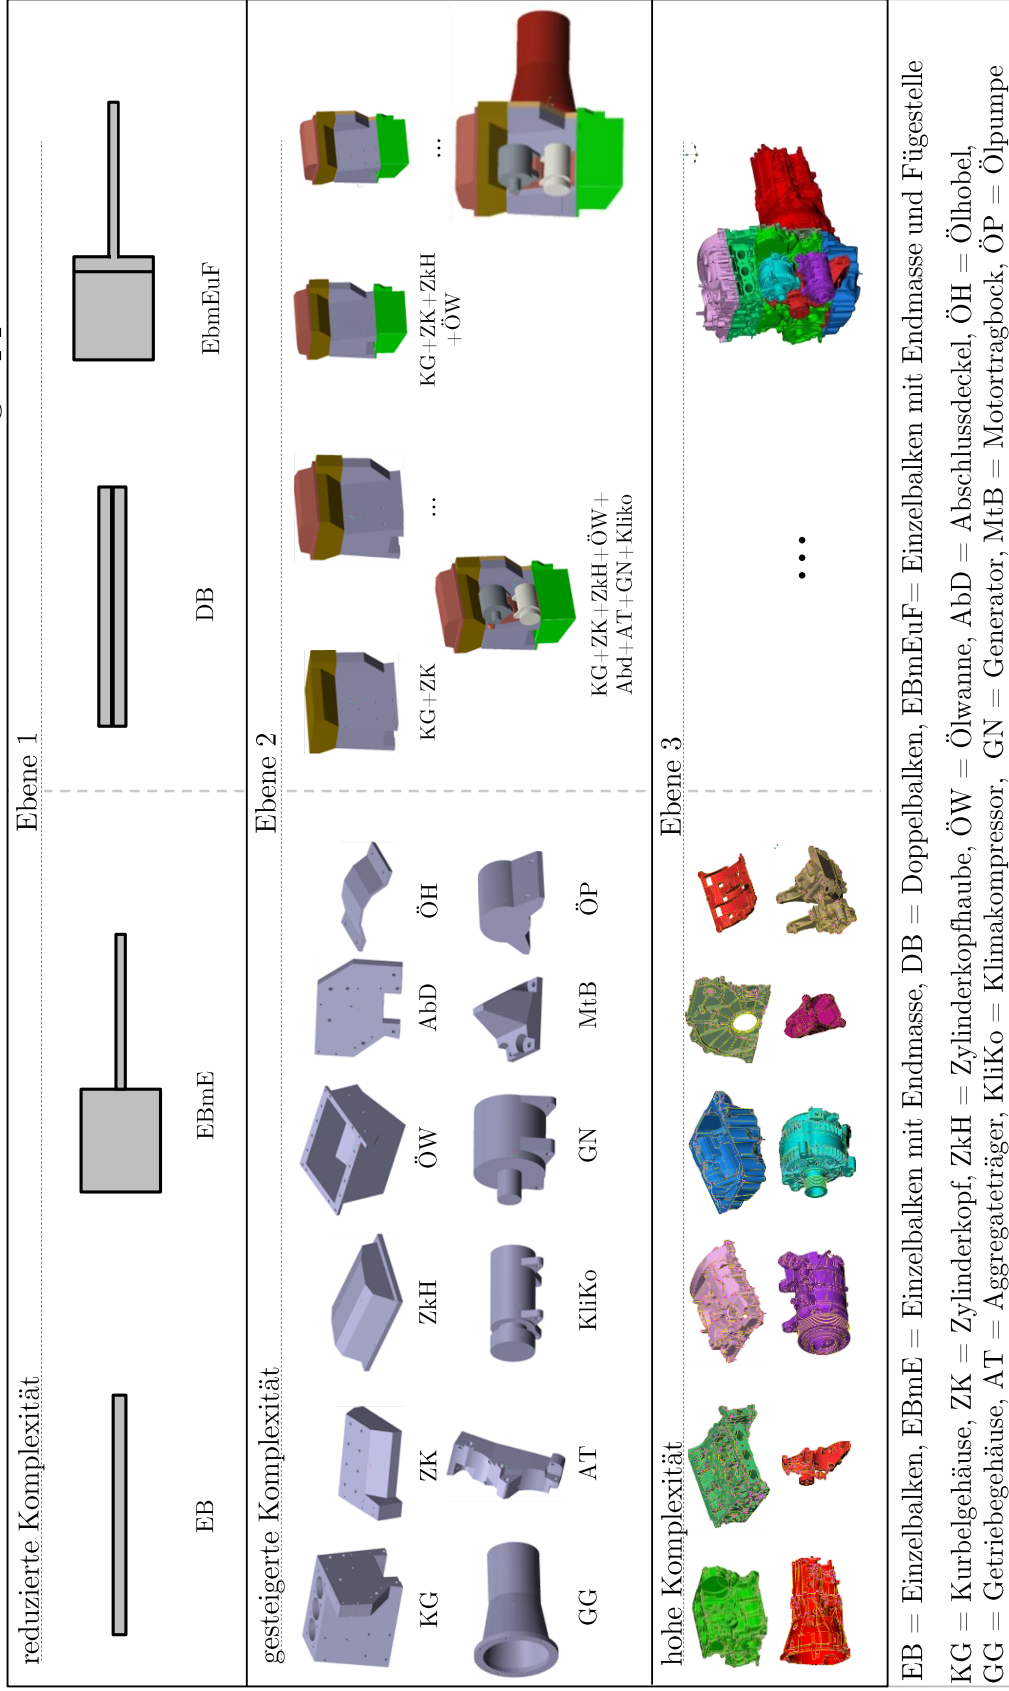 reduzierte Komplexität
Ebene 1
EB
EBmE
DB
EbmEuF
gesteigerte Komplexität
Ebene 2
KG
ZK
ZkH
ÖW
AbD
ÖH
GG
AT
KliKo
GN
MtB
ÖP
KG+ZK
...
KG+ZK+ZkH
+ÖW
...
KG+ZK+ZkH+ÖW+
Abd+AT+GN+Kliko
hohe Komplexität
Ebene 3
...
EB = Einzelbalken, EBmE = Einzelbalken mit Endmasse, DB = Doppelbalken, EBmEuF= Einzelbalken mit Endmasse und Fügestelle
KG = Kurbelgehäuse, ZK = Zylinderkopf, ZkH = Zylinderkopfhaube, ÖW = Ölwanne, AbD = Abschlussdeckel, ÖH = Ölhobel,
GG = Getriebegehäuse, AT = Aggregateträger, KliKo = Klimakompressor, GN = Generator, MtB = Motortragbock, ÖP = Ölpumpe